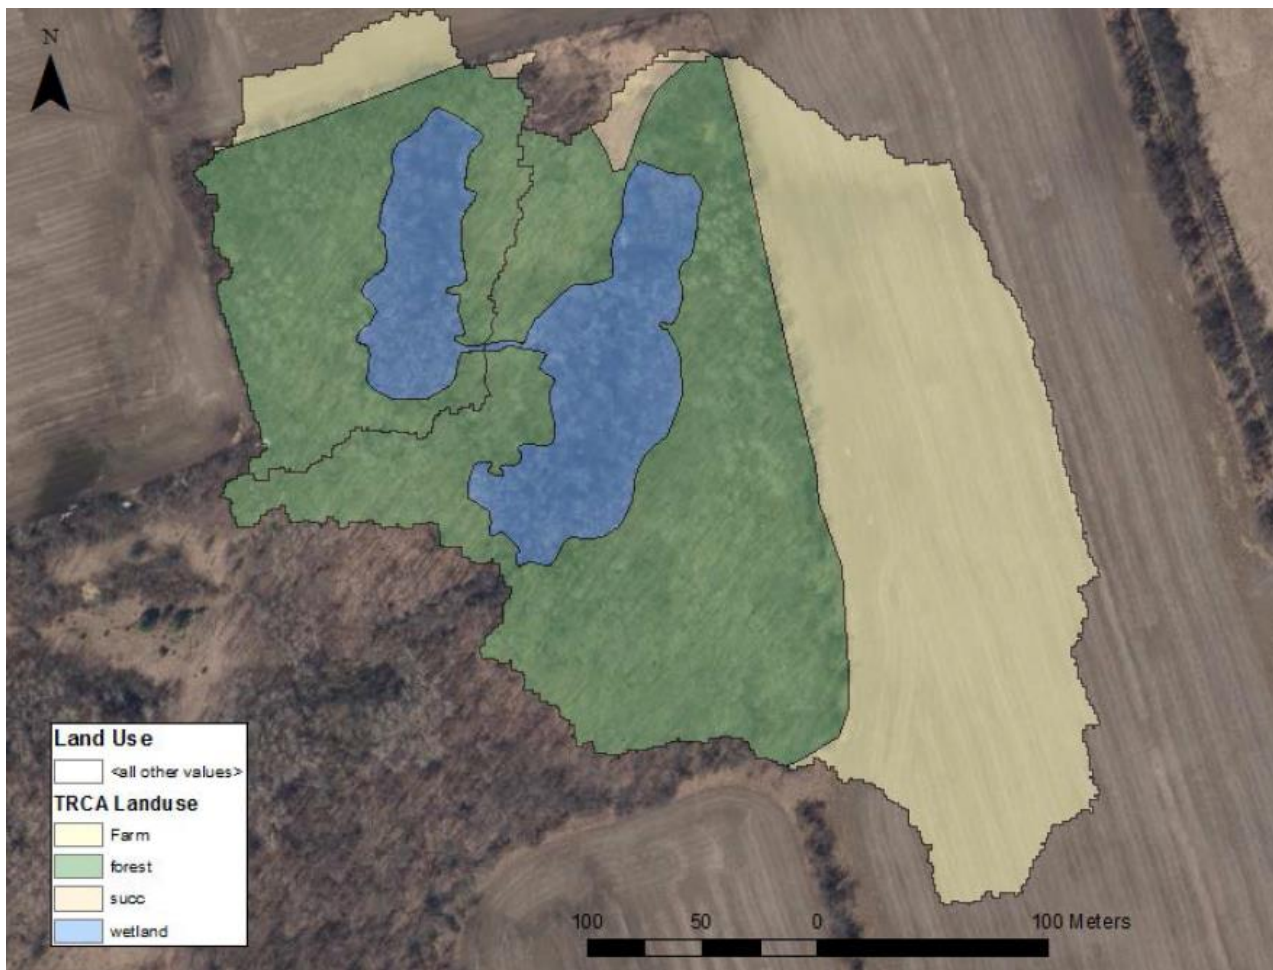 N
Land Use
<all other values>
TRCA Landuse
Farm
forest
succ
wetland
100 50 0 100 Meters